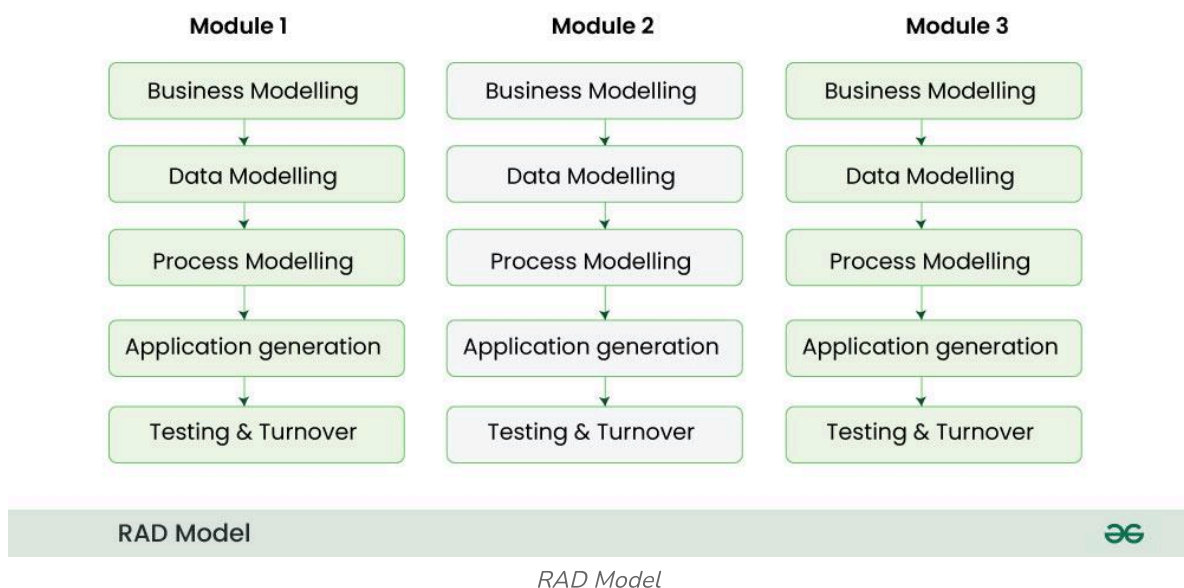 Module 1
Module 2
Module 3
Business Modelling
Business Modelling
Business Modelling
Data Modelling
Data Modelling
Data Modelling
Process Modelling
Process Modelling
Process Modelling
Application generation
Application generation
Application generation
Testing & Turnover
Testing & Turnover
Testing & Turnover
RAD Model
RAD Model